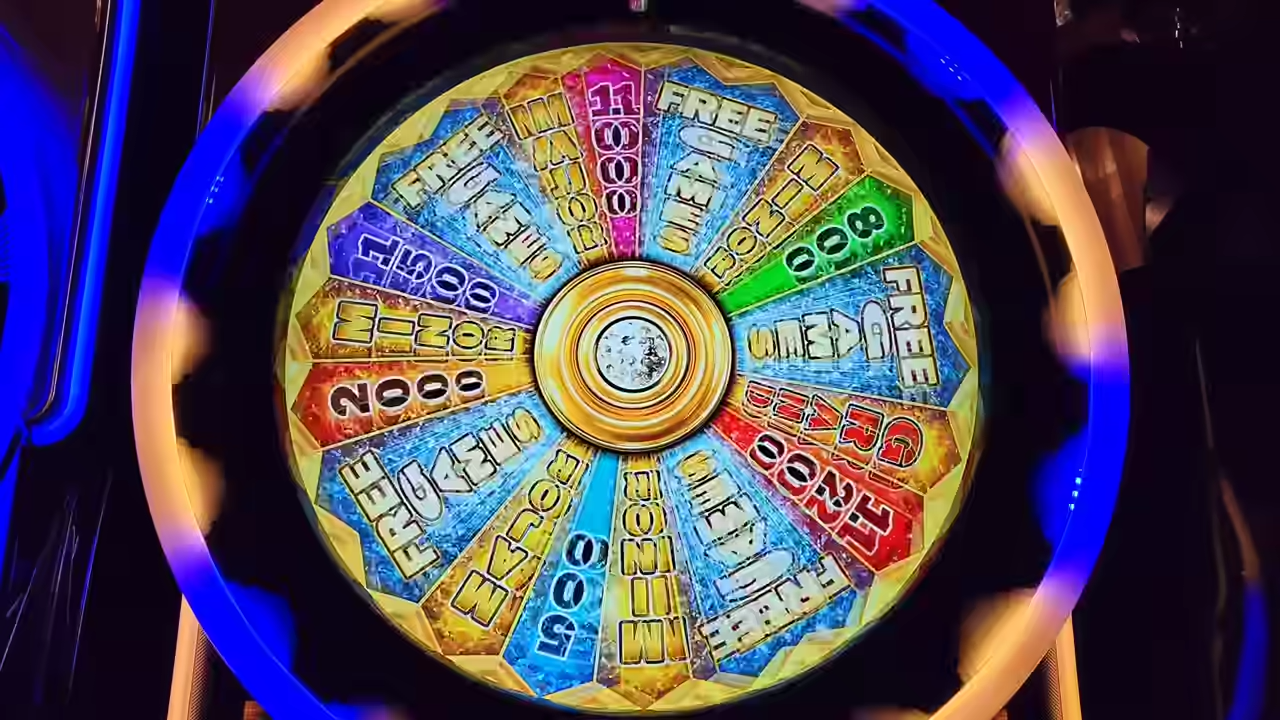 1000
FREE
GAMES
MINOR
800
FREE
GAMES
GRAND
1200
FREE
GAMES
MINOR
500
MAJOR
FREE
GAMES
2000
MINOR
1500
FREE
GAMES
MAJOR